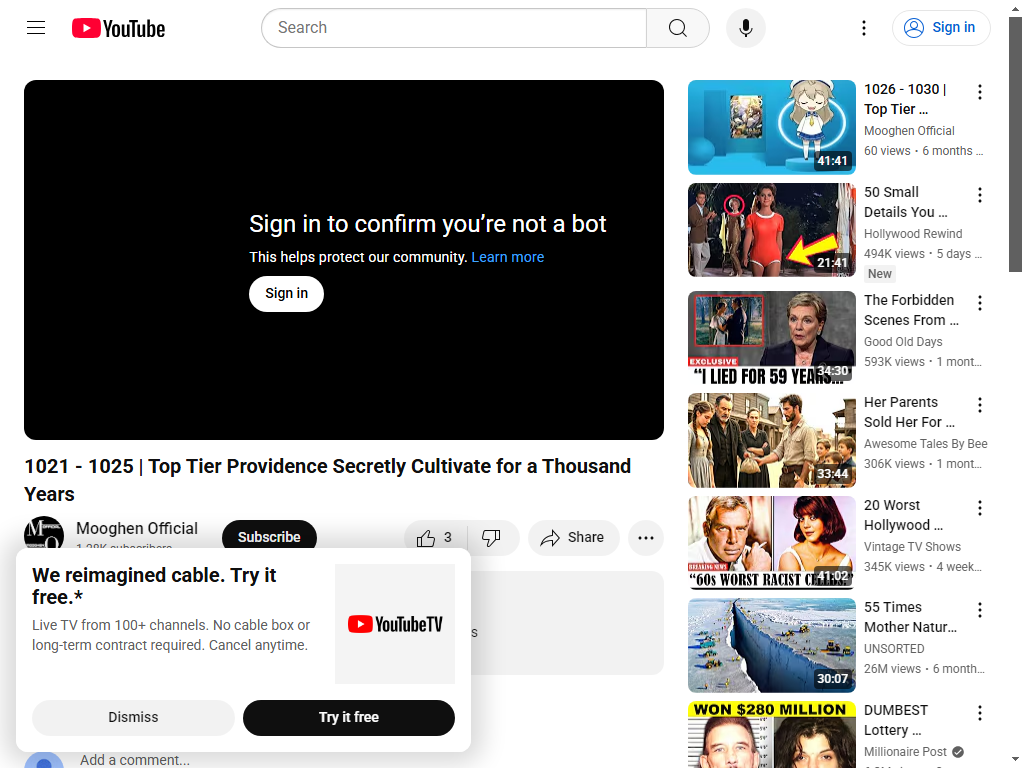 YouTube
Search
Sign in
Sign in to confirm you're not a bot
This helps protect our community. Learn more
Sign in
1021 - 1025 | Top Tier Providence Secretly Cultivate for a Thousand
Years
Mooghen Official
Subscribe
3
Share
We reimagined cable. Try it
free.*
Live TV from 100+ channels. No cable box or
long-term contract required. Cancel anytime.
YouTubeTV
Dismiss
Try it free
Add a comment...
1026 - 1030 |
Top Tier ...
Mooghen Official
60 views • 6 months ...
41:41
50 Small
Details You ...
Hollywood Rewind
494K views • 5 days ...
New
21:41
The Forbidden
Scenes From ...
Good Old Days
593K views • 1 mont...
EXCLUSIVE
"I LIED FOR 59 YEARS..."
34:30
Her Parents
Sold Her For ...
Awesome Tales By Bee
306K views • 1 mont...
33:44
20 Worst
Hollywood ...
Vintage TV Shows
345K views • 4 week...
BREAKING NEWS
"60s WORST RACIST
41:02
55 Times
Mother Natur...
UNSORTED
26M views • 6 month...
30:07
DUMBEST
Lottery ...
Millionaire Post
WON $280 MILLION